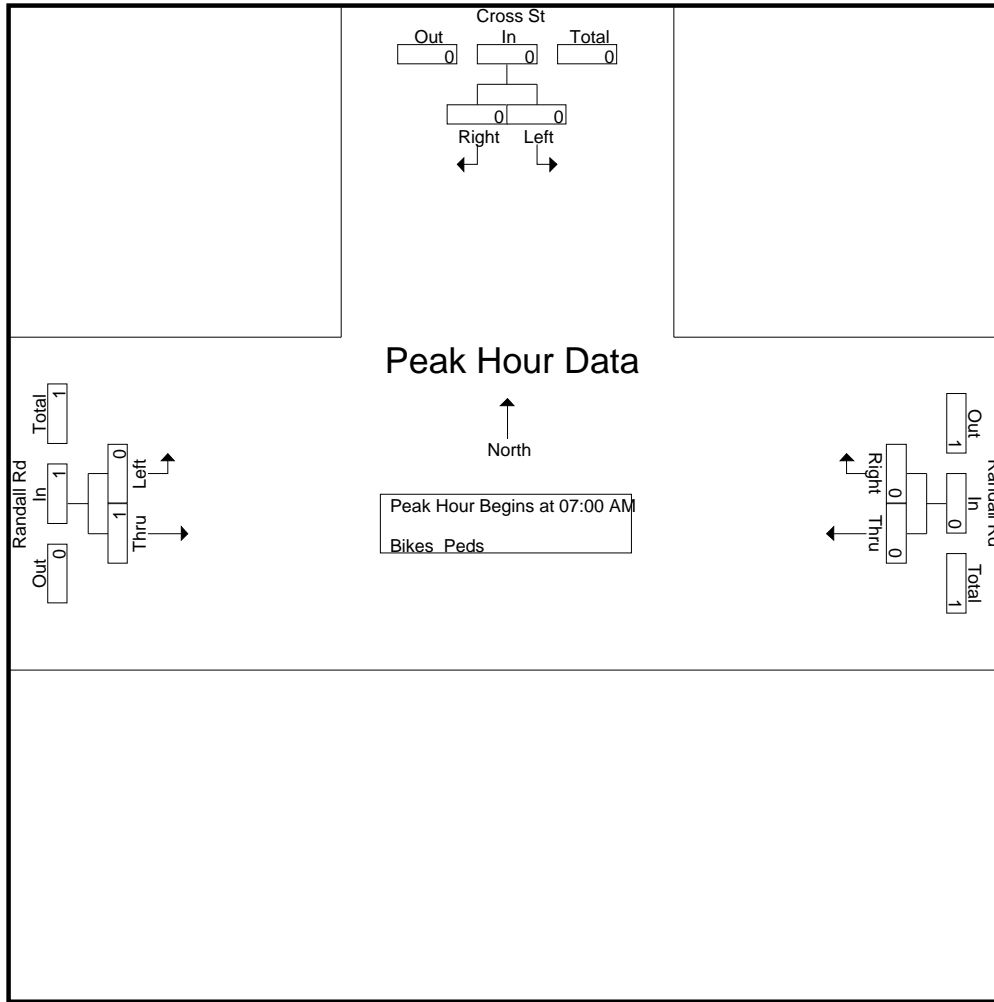 Cross St
Out In Total
0 0 0
0 0
Right Left
Peak Hour Data
North
Peak Hour Begins at 07:00 AM
Bikes Peds
Randall Rd
Out In Total
0 1 1
1 0
Thru Left
Randall Rd
Out In Total
1 0 1
0 0
Right Thru